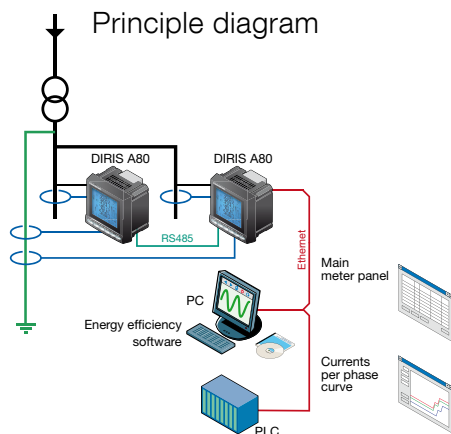 Principle diagram
DIRIS A80
DIRIS A80
RS485
Ethernet
Main
meter panel
PC
Energy efficiency
software
Currents
per phase
curve
PLC